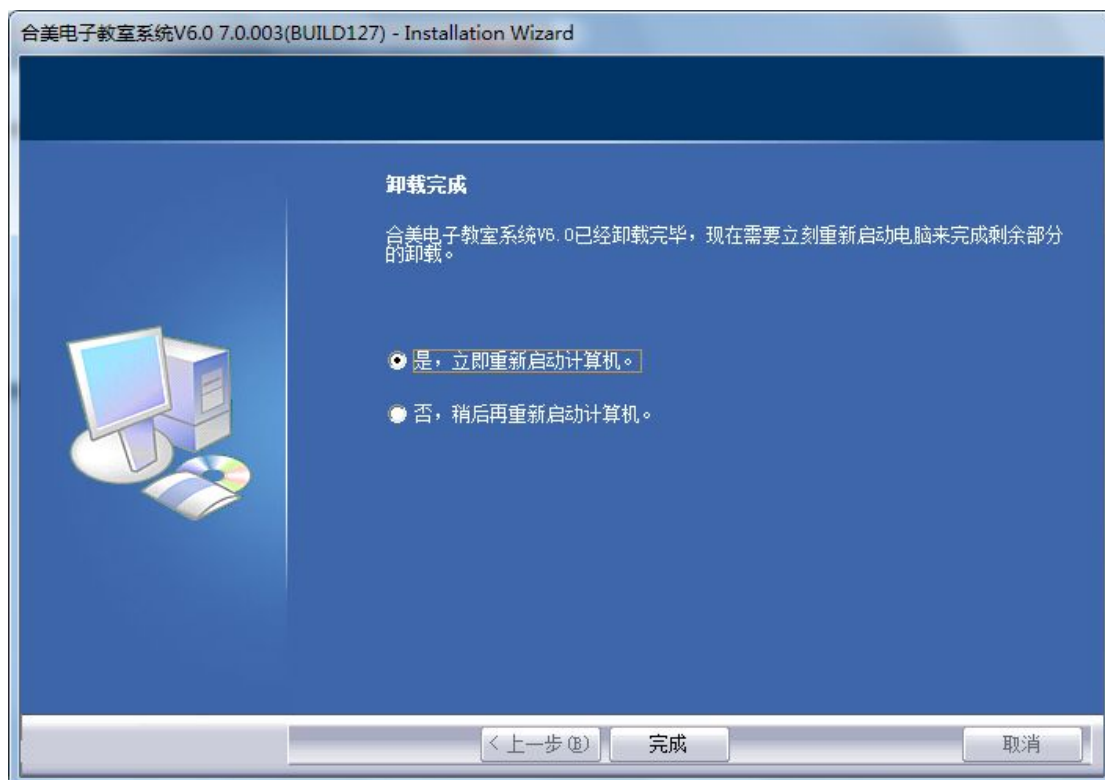 合美电子教室系统V6.0 7.0.003(BUILD127) - Installation Wizard
卸载完成
合美电子教室系统V6.0已经卸载完毕，现在需要立刻重新启动电脑来完成剩余部分
的卸载。
是，立即重新启动计算机。
否，稍后再重新启动计算机。
< 上一步(B) 完成 取消